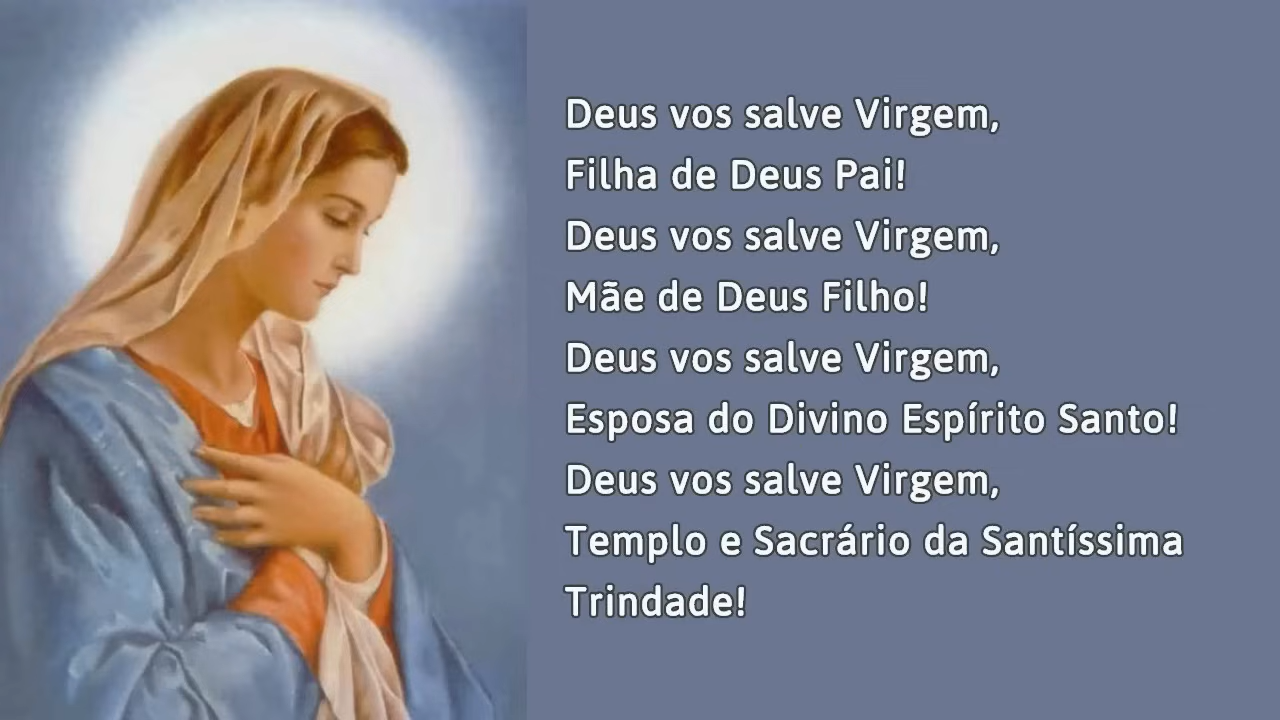 Deus vos salve Virgem,
Filha de Deus Pai!
Deus vos salve Virgem,
Mãe de Deus Filho!
Deus vos salve Virgem,
Esposa do Divino Espírito Santo!
Deus vos salve Virgem,
Templo e Sacrário da Santíssima
Trindade!